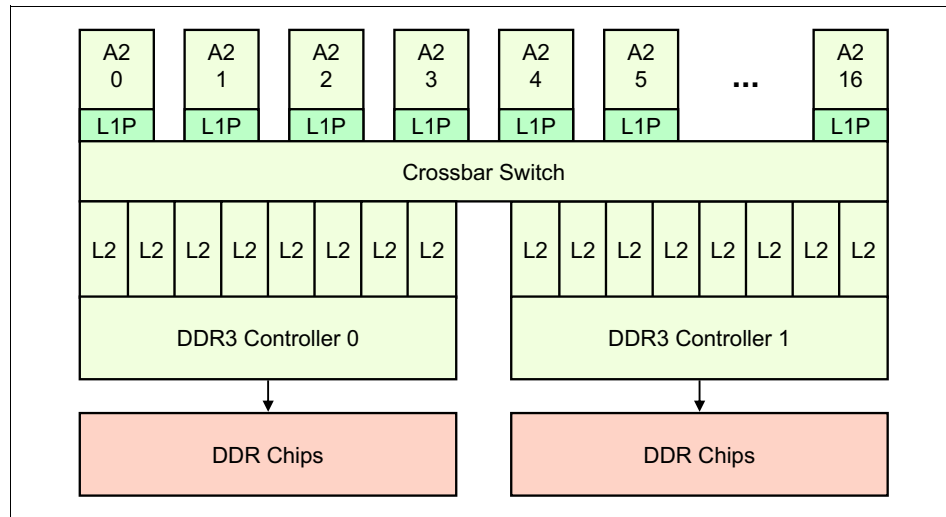 A2 0
A2 1
A2 2
A2 3
A2 4
A2 5
...
A2 16
L1P L1P L1P L1P L1P L1P L1P
Crossbar Switch
L2 L2 L2 L2 L2 L2 L2 L2 L2 L2 L2 L2 L2 L2 L2 L2
DDR3 Controller 0 DDR3 Controller 1
DDR Chips DDR Chips